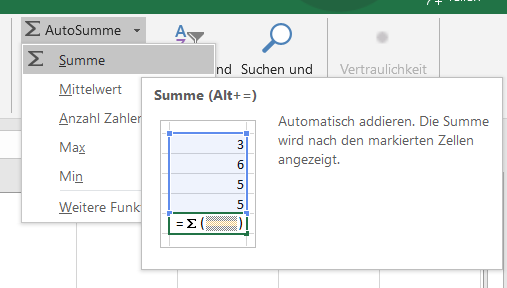 AutoSumme
Summe
Mittelwert
Anzahl Zahlen
Max
Min
Weitere Funkt
nd
Suchen und
Vertraulichkeit
Summe (Alt+=)
3
6
5
5
= Σ ( )
Automatisch addieren. Die Summe
wird nach den markierten Zellen
angezeigt.